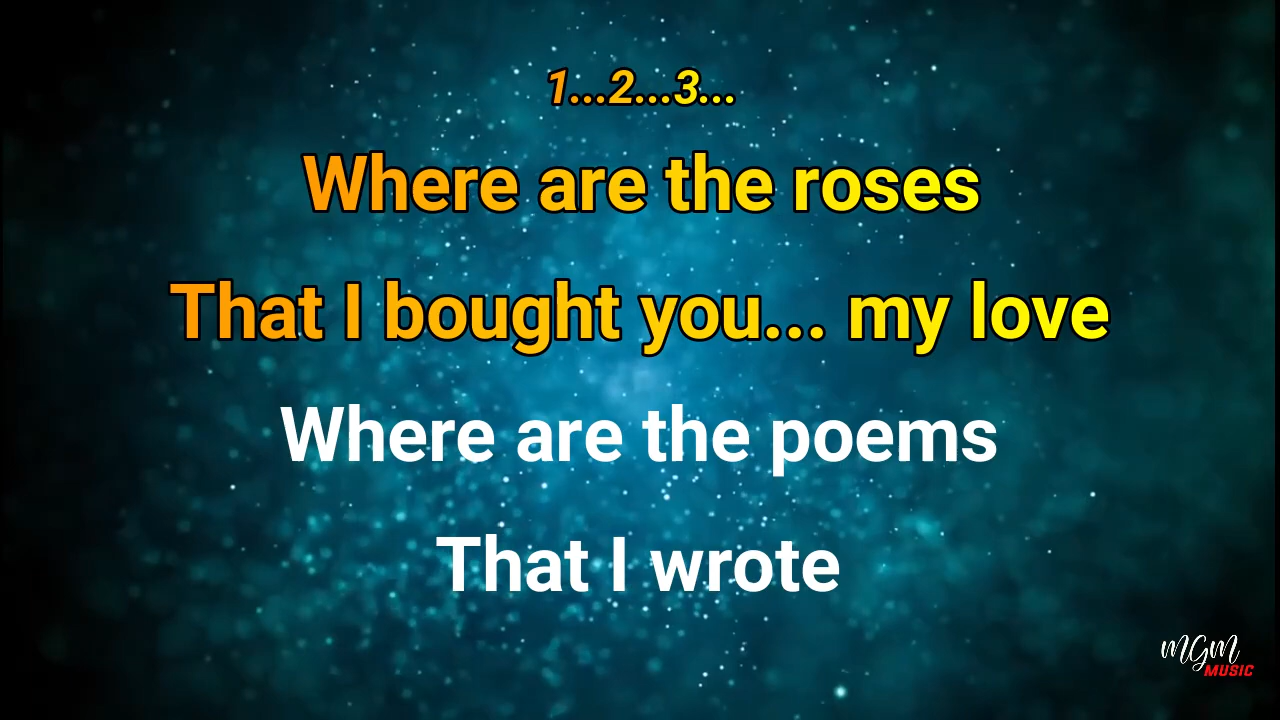 1...2...3...
Where are the roses
That I bought you... my love
Where are the poems
That I wrote
MGM
MUSIC